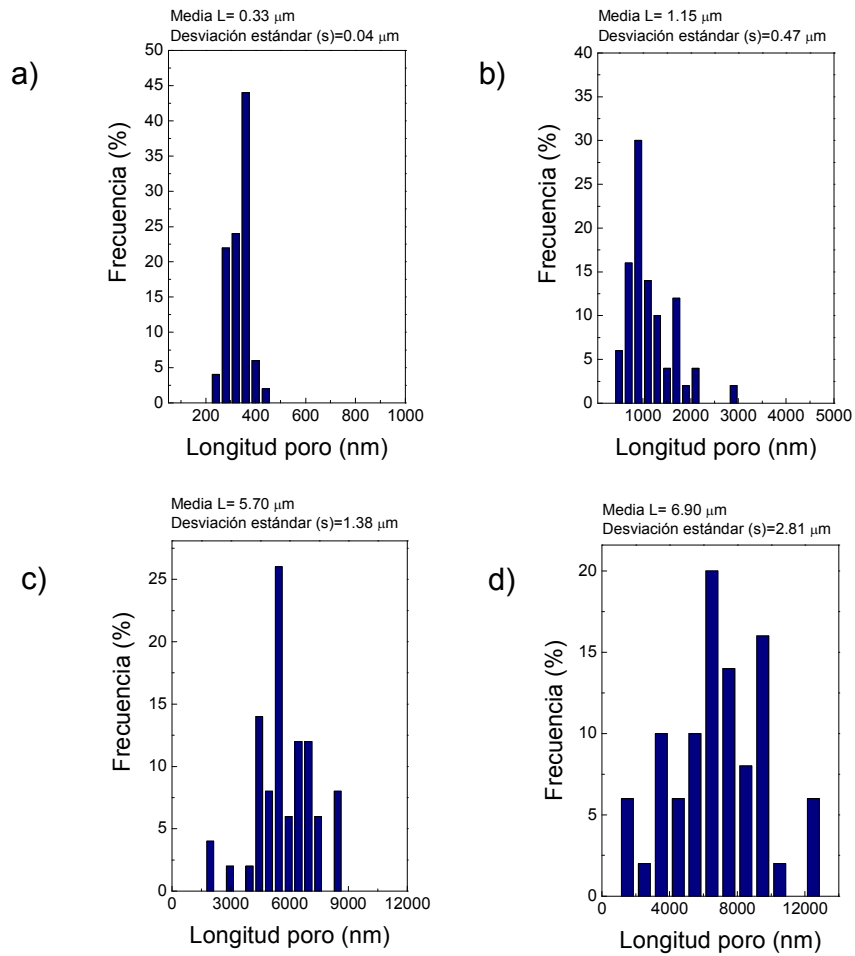 a)
Media L= 0.33 μm
Desviación estándar (s)=0.04 μm
50
45
40
35
30
25
20
15
10
5
0
Frecuencia (%)
200 400 600 800 1000
Longitud poro (nm)
b)
Media L= 1.15 μm
Desviación estándar (s)=0.47 μm
40
35
30
25
20
15
10
5
0
Frecuencia (%)
1000 2000 3000 4000 5000
Longitud poro (nm)
c)
Media L= 5.70 μm
Desviación estándar (s)=1.38 μm
25
20
15
10
5
0
Frecuencia (%)
0 3000 6000 9000 12000
Longitud poro (nm)
d)
Media L= 6.90 μm
Desviación estándar (s)=2.81 μm
20
15
10
5
0
Frecuencia (%)
0 4000 8000 12000
Longitud poro (nm)